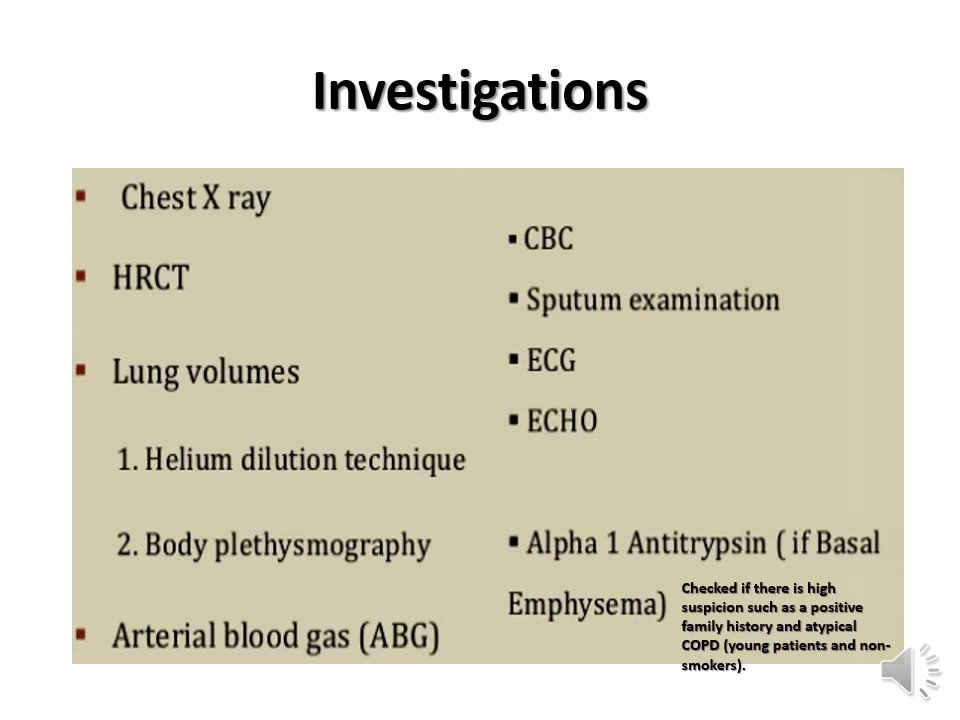 Investigations
▪ Chest X ray
▪ HRCT
▪ Lung volumes
1. Helium dilution technique
2. Body plethysmography
▪ Arterial blood gas (ABG)
▪ CBC
▪ Sputum examination
▪ ECG
▪ ECHO
▪ Alpha 1 Antitrypsin ( if Basal
Emphysema)
Checked if there is high
suspicion such as a positive
family history and atypical
COPD (young patients and non-
smokers).